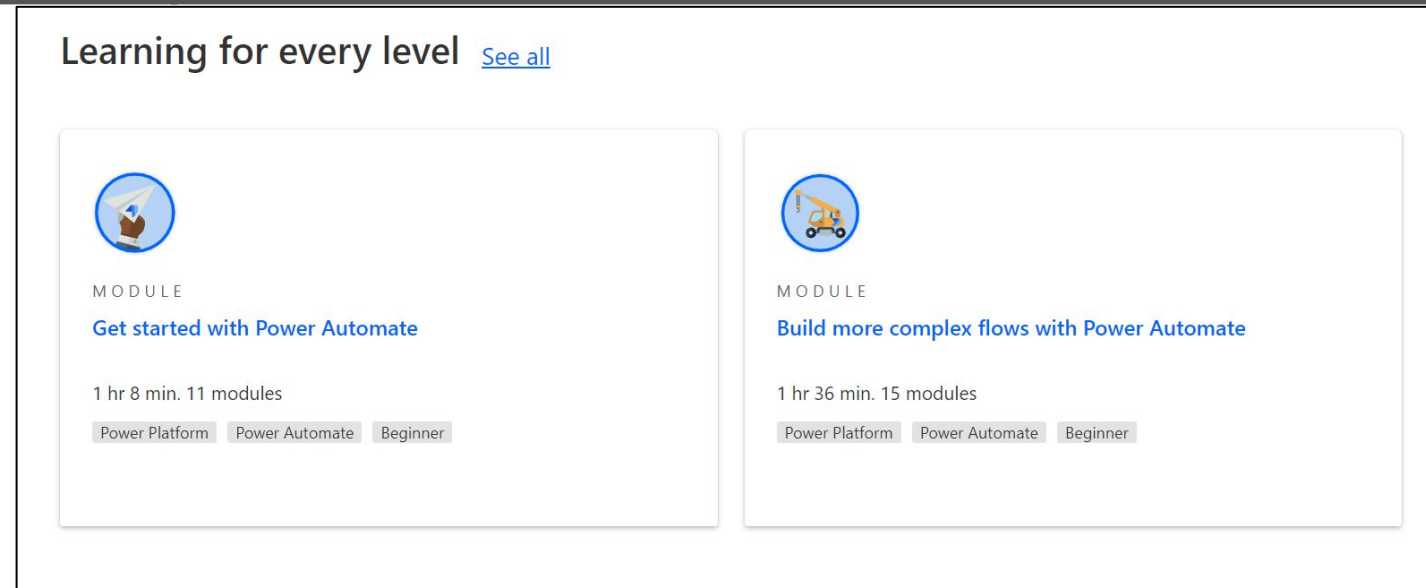 Learning for every level See all
MODULE
Get started with Power Automate
1 hr 8 min. 11 modules
Power Platform Power Automate Beginner
MODULE
Build more complex flows with Power Automate
1 hr 36 min. 15 modules
Power Platform Power Automate Beginner